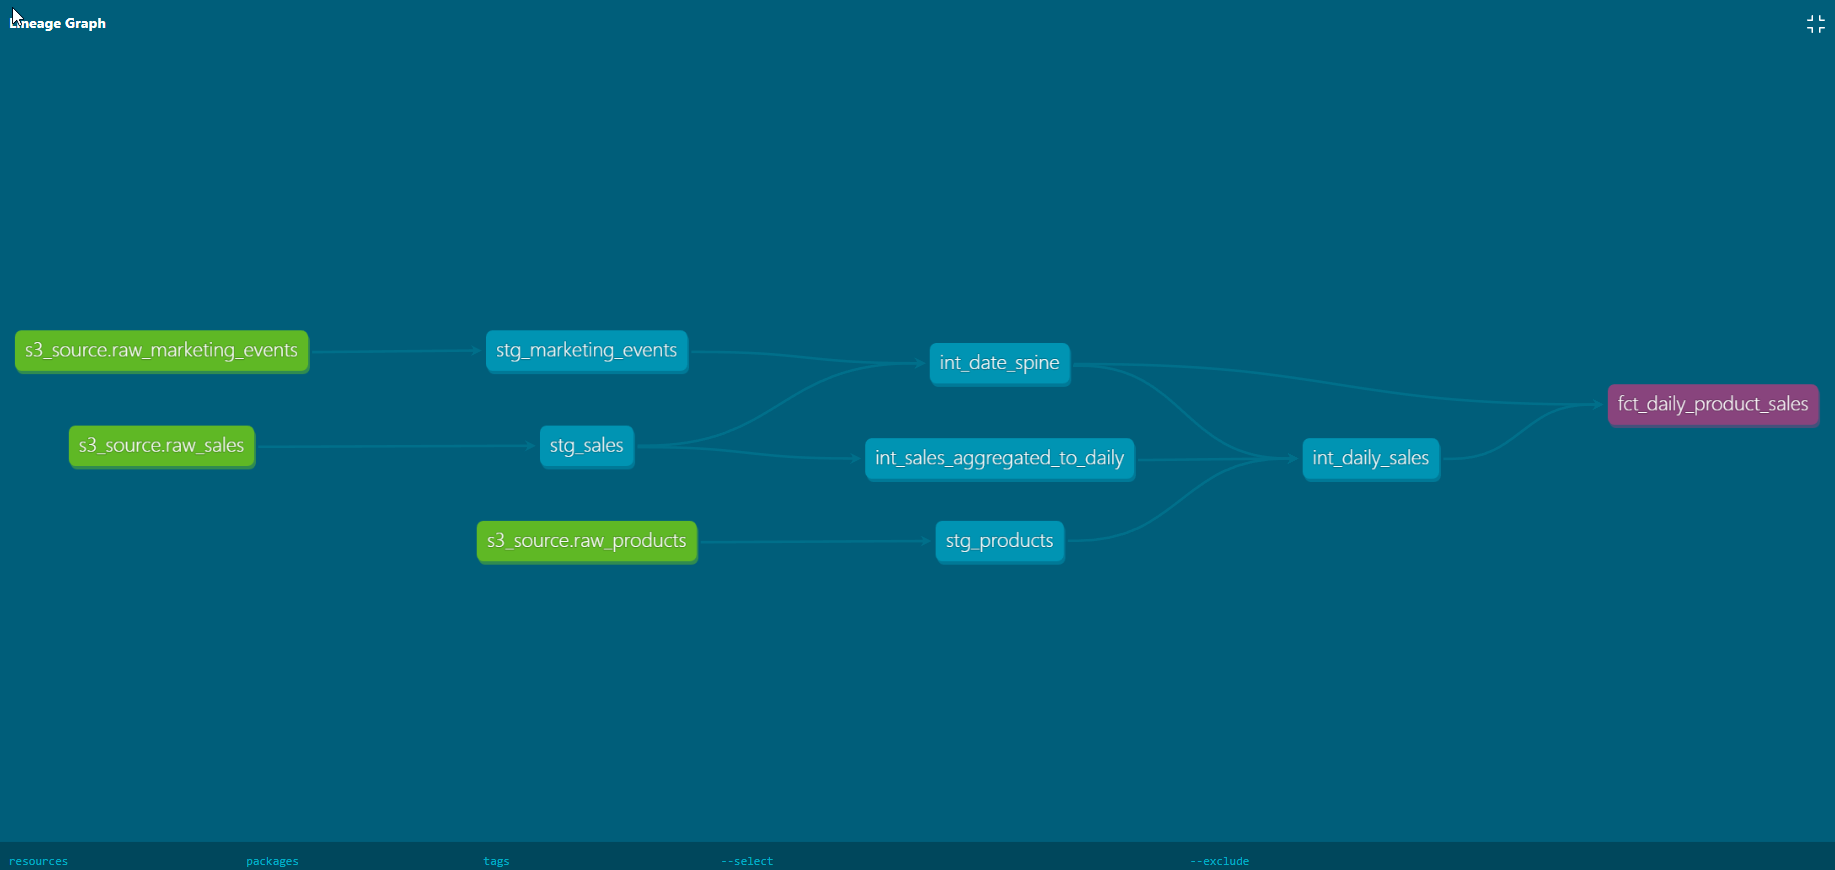 Lineage Graph
s3_source.raw_marketing_events
stg_marketing_events
int_date_spine
fct_daily_product_sales
s3_source.raw_sales
stg_sales
int_sales_aggregated_to_daily
int_daily_sales
s3_source.raw_products
stg_products
resources
packages
tags
--select
--exclude